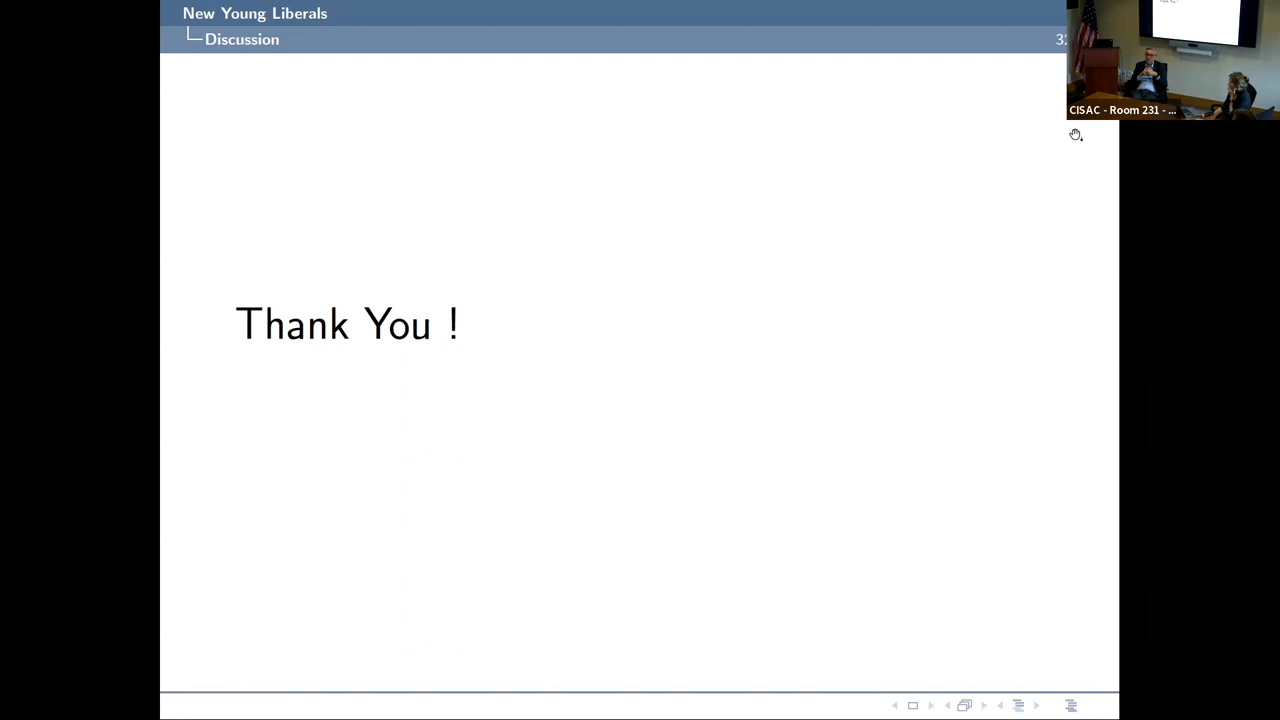 New Young Liberals
Discussion
CISAC - Room 231 - ...
Thank You !